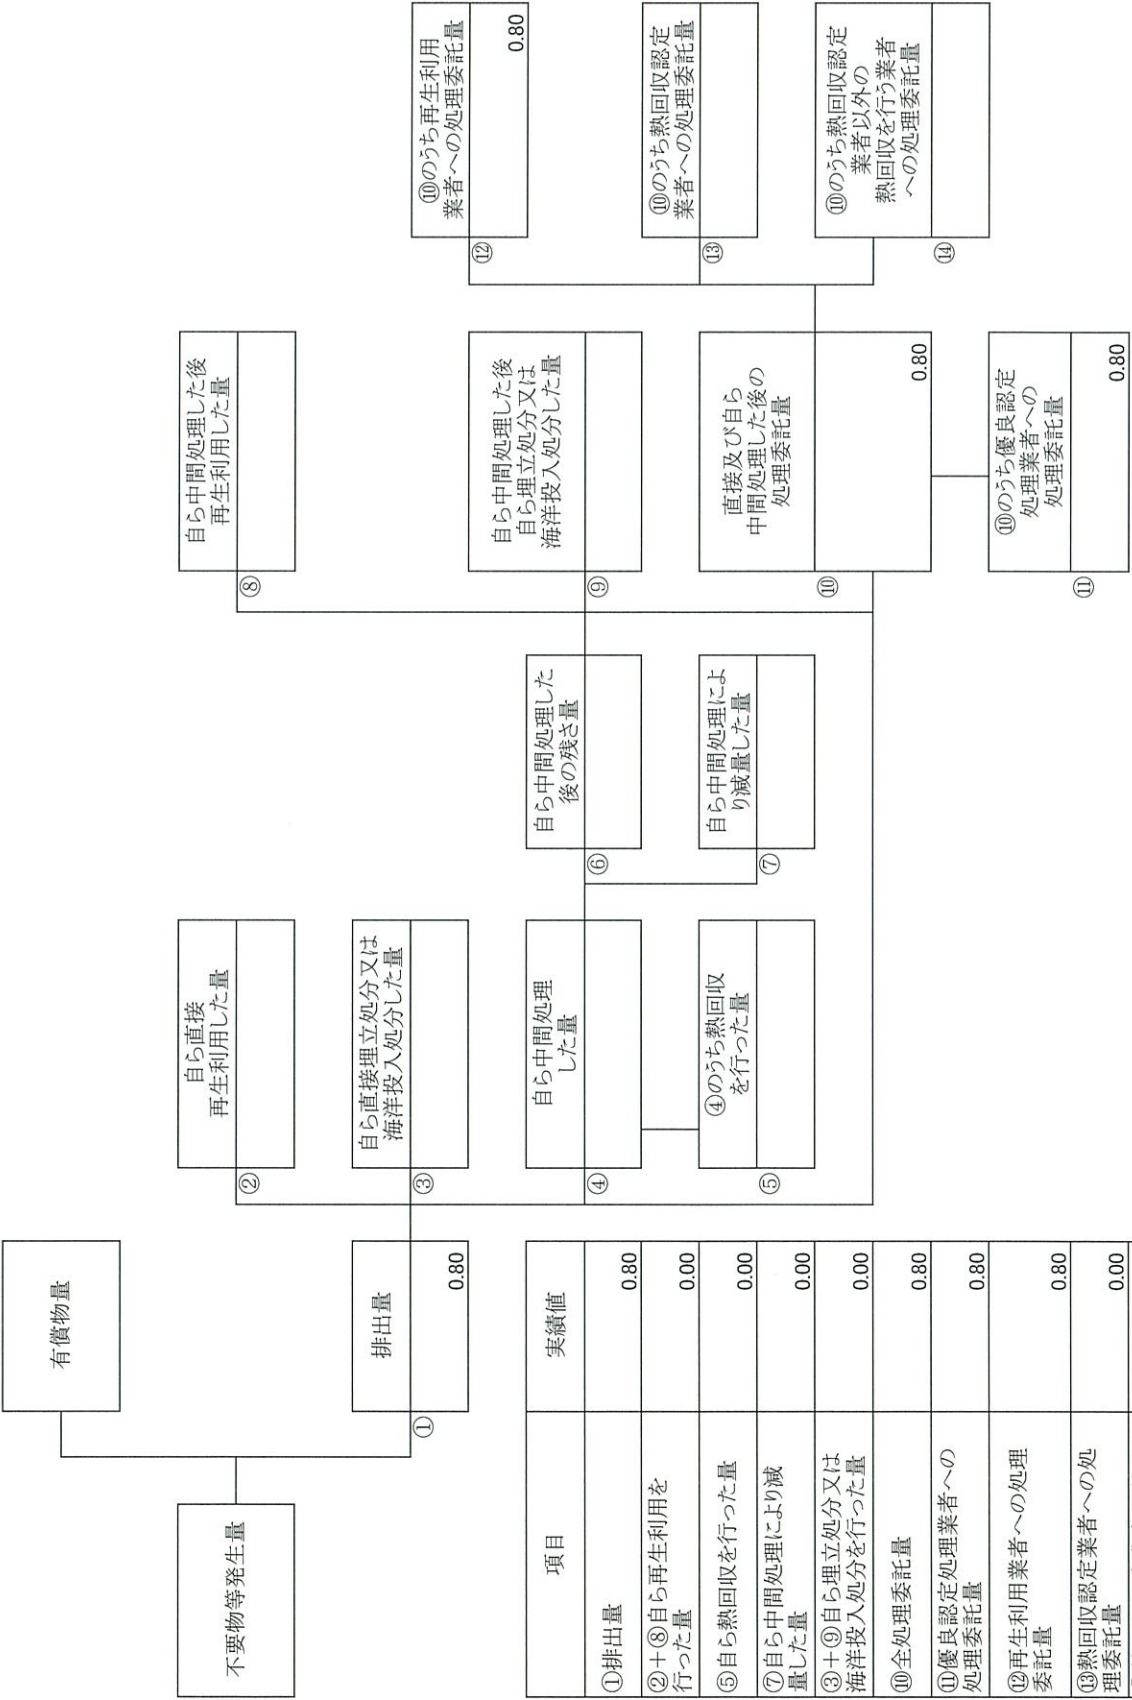 不要物等発生量
有償物量
①
排出量
0.80
②
自ら直接
再生利用した量
③
自ら直接埋立処分又は
海洋投入処分した量
④
自ら中間処理
した量
⑤
④のうち熱回収
を行った量
⑥
自ら中間処理した
後の残さ量
⑦
自ら中間処理によ
り減量した量
⑧
自ら中間処理した後
再生利用した量
⑨
自ら中間処理した後
自ら埋立処分又は
海洋投入処分した量
⑩
直接及び自ら
中間処理した後の
処理委託量
0.80
⑪
⑩のうち優良認定
処理業者への
処理委託量
0.80
⑫
⑩のうち再生利用
業者への処理委託量
0.80
⑬
⑩のうち熱回収認定
業者への処理委託量
⑭
⑩のうち熱回収認定
業者以外の
熱回収を行う業者
への処理委託量
項目 実績値
①排出量 0.80
②+⑧自ら再生利用を
行った量 0.00
⑤自ら熱回収を行った量 0.00
⑦自ら中間処理により減
量した量 0.00
③+⑨自ら埋立処分又は
海洋投入処分を行った量 0.00
⑩全処理委託量 0.80
⑪優良認定処理業者への
処理委託量 0.80
⑫再生利用業者への処理
委託量 0.80
⑬熱回収認定業者への処
理委託量 0.00